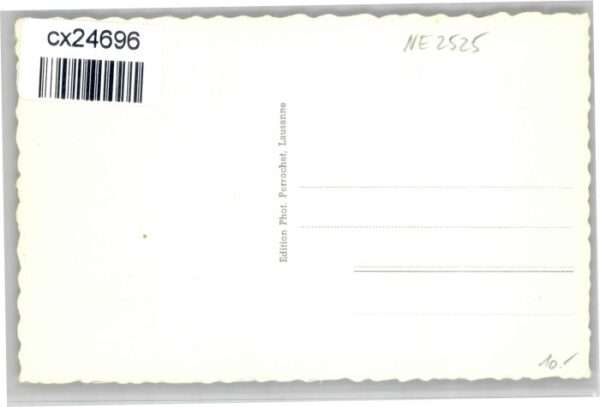 cx24696
NE 2525
Edition Phot. Perrochet, Lausanne
10.-